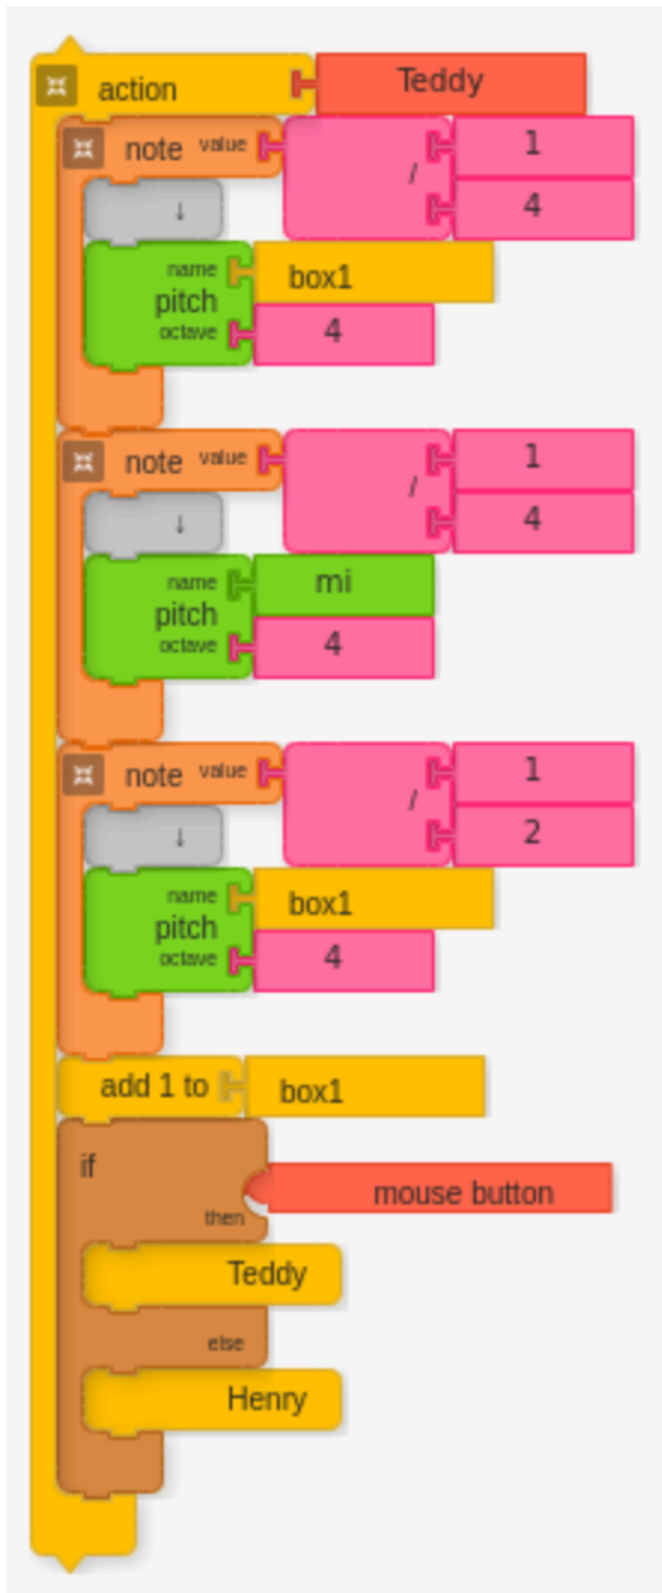 action Teddy
note value / 1
4
↓
name box1
pitch
octave 4
note value / 1
4
↓
name mi
pitch
octave 4
note value / 1
2
↓
name box1
pitch
octave 4
add 1 to box1
if
mouse button
then
Teddy
else
Henry